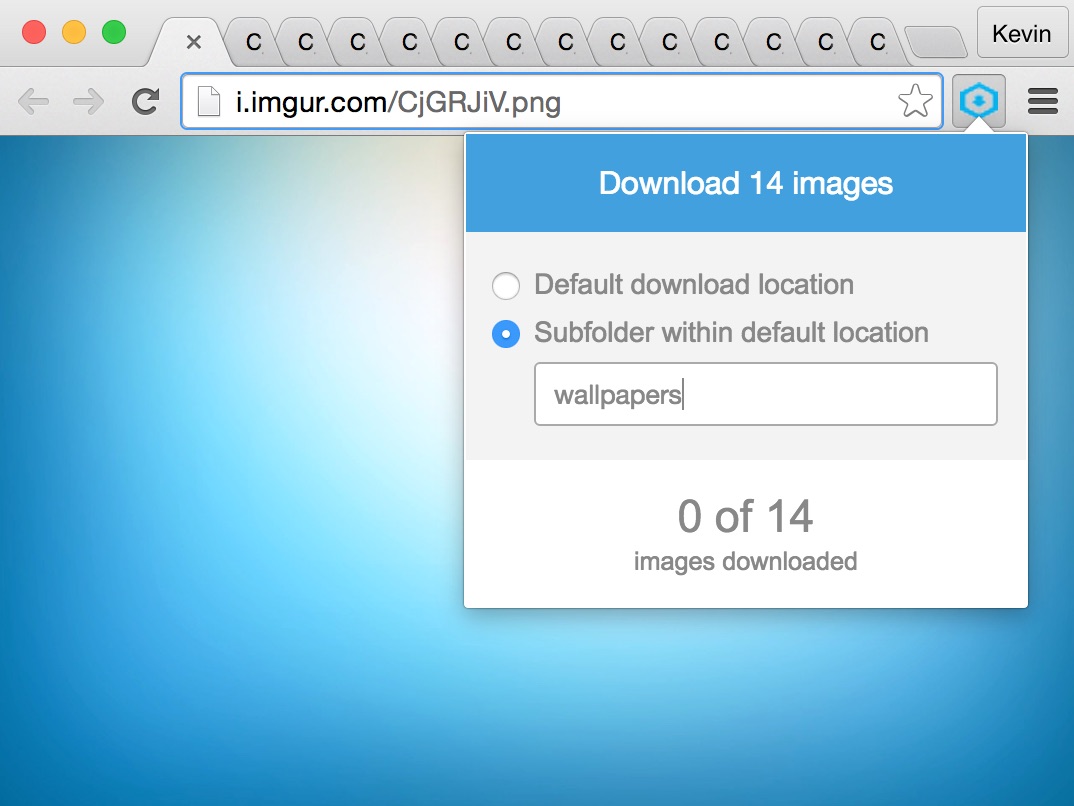 C C C C C C C C C C C C C Kevin
i.imgur.com/CjGRJiV.png
Download 14 images
Default download location
Subfolder within default location
wallpapers
0 of 14
images downloaded